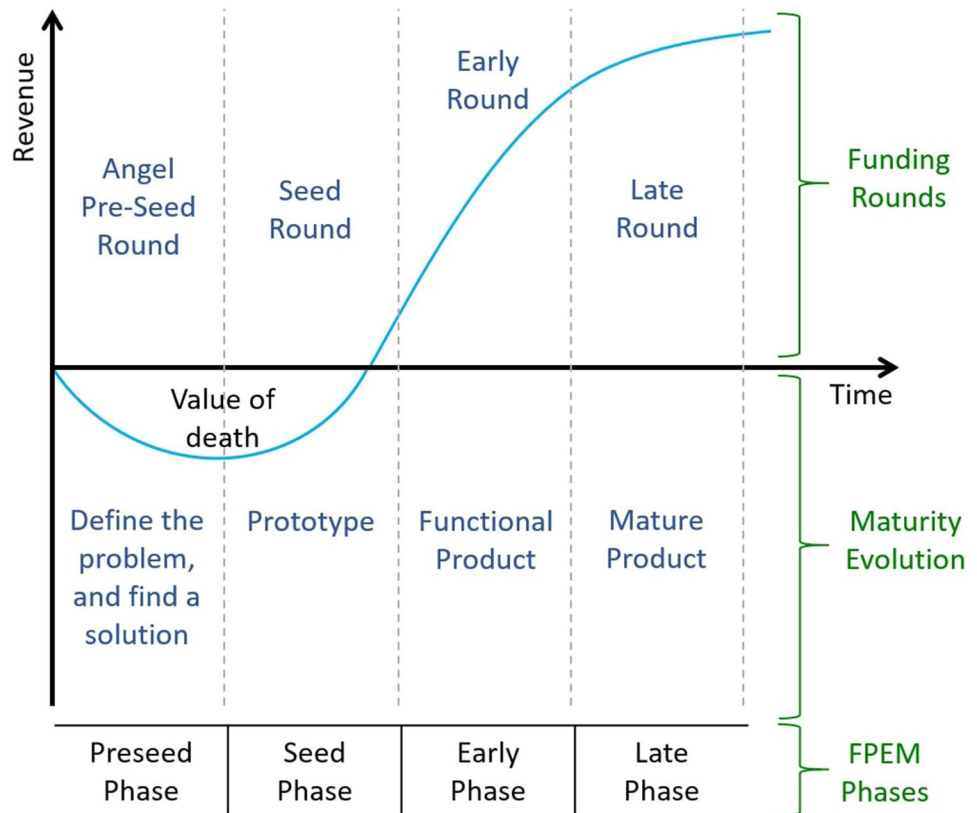 Revenue
Angel
Pre-Seed
Round
Seed
Round
Early
Round
Late
Round
Funding
Rounds
Time
Value of
death
Define the
problem,
and find a
solution
Prototype
Functional
Product
Mature
Product
Maturity
Evolution
Preseed
Phase
Seed
Phase
Early
Phase
Late
Phase
FPEM
Phases